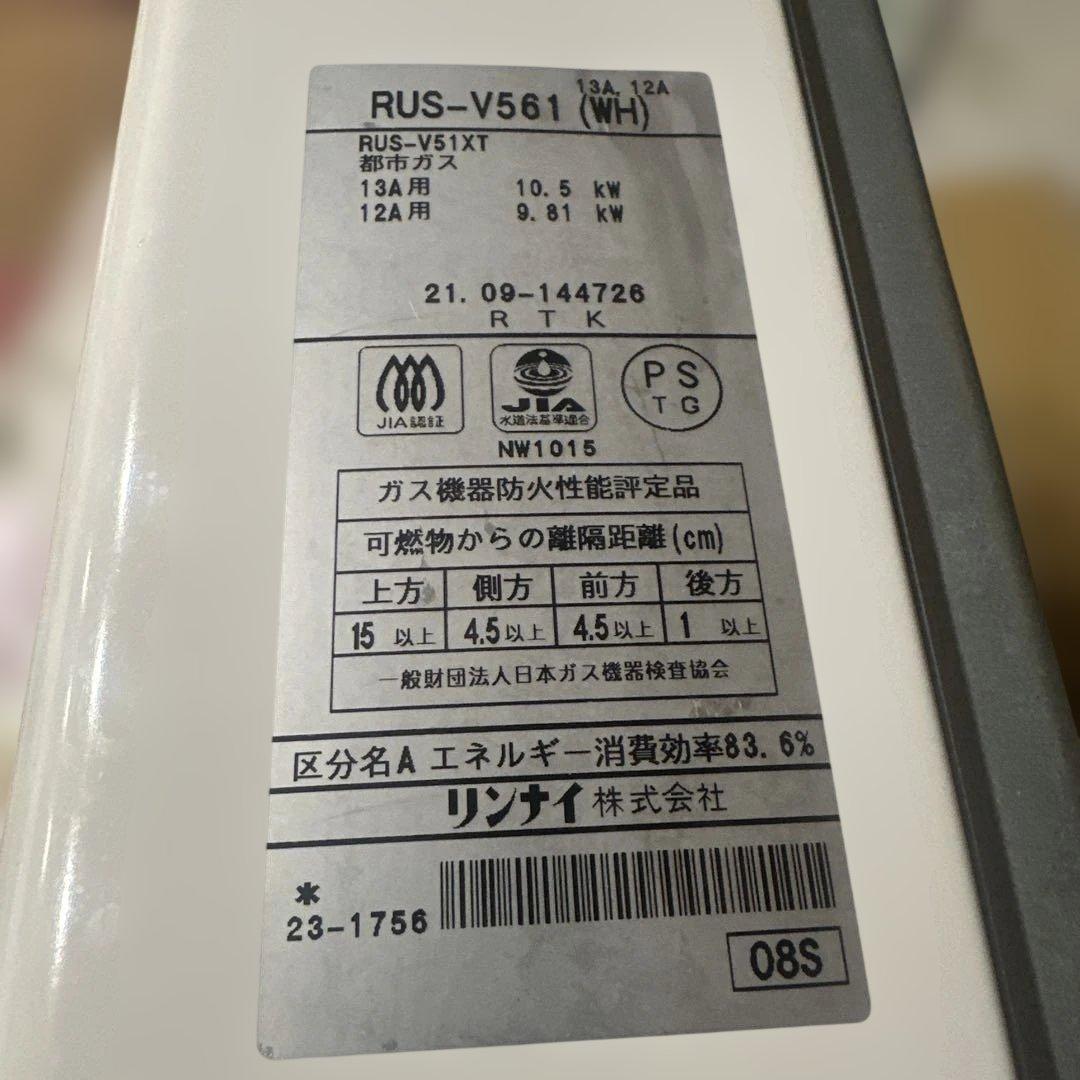 13A, 12A
RUS-V561 (WH)
RUS-V51XT
都市ガス
13A用 10.5 kW
12A用 9.81 kW
21. 09-144726
R T K
JIA認証
JIA
水道法基準適合
NW1015
PS
TG
ガス機器防火性能評定品
可燃物からの離隔距離(cm)
上方 側方 前方 後方
15 以上 4.5以上 4.5以上 1 以上
一般財団法人日本ガス機器検査協会
区分名A エネルギー消費効率83.6%
リンナイ株式会社
*
23-1756
08S